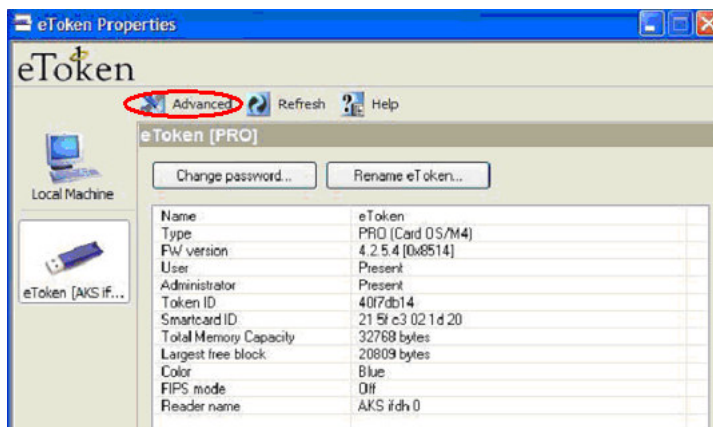 eToken Properties
eToken
Advanced Refresh Help
eToken [PRO]
Change password... Rename eToken...
Local Machine
eToken [AKS if...
Name eToken
Type PRO (Card OS/M4)
FW version 4.2.5.4 [0x8514]
User Present
Administrator Present
Token ID 40f7db14
Smartcard ID 21 5f c3 02 1d 20
Total Memory Capacity 32768 bytes
Largest free block 20809 bytes
Color Blue
FIPS mode Off
Reader name AKS ifdh 0